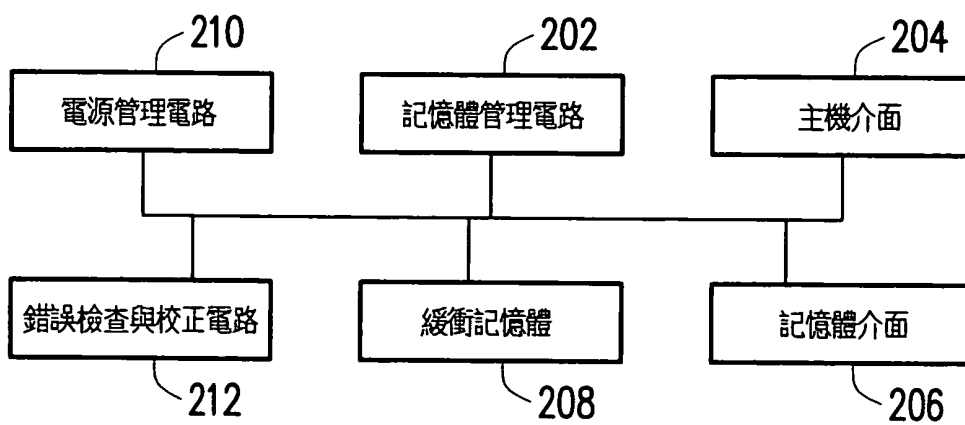 210
202
204
電源管理電路
記憶體管理電路
主機介面
錯誤檢查與校正電路
緩衝記憶體
記憶體介面
212
208
206